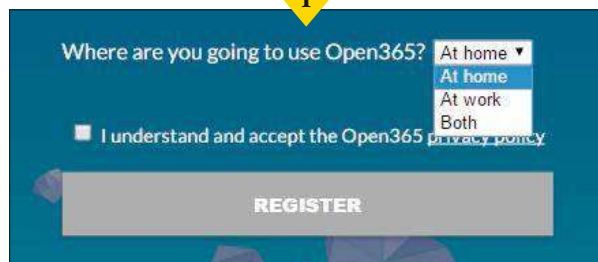 Where are you going to use Open365? At home
At home
At work
Both
I understand and accept the Open365 privacy policy
REGISTER